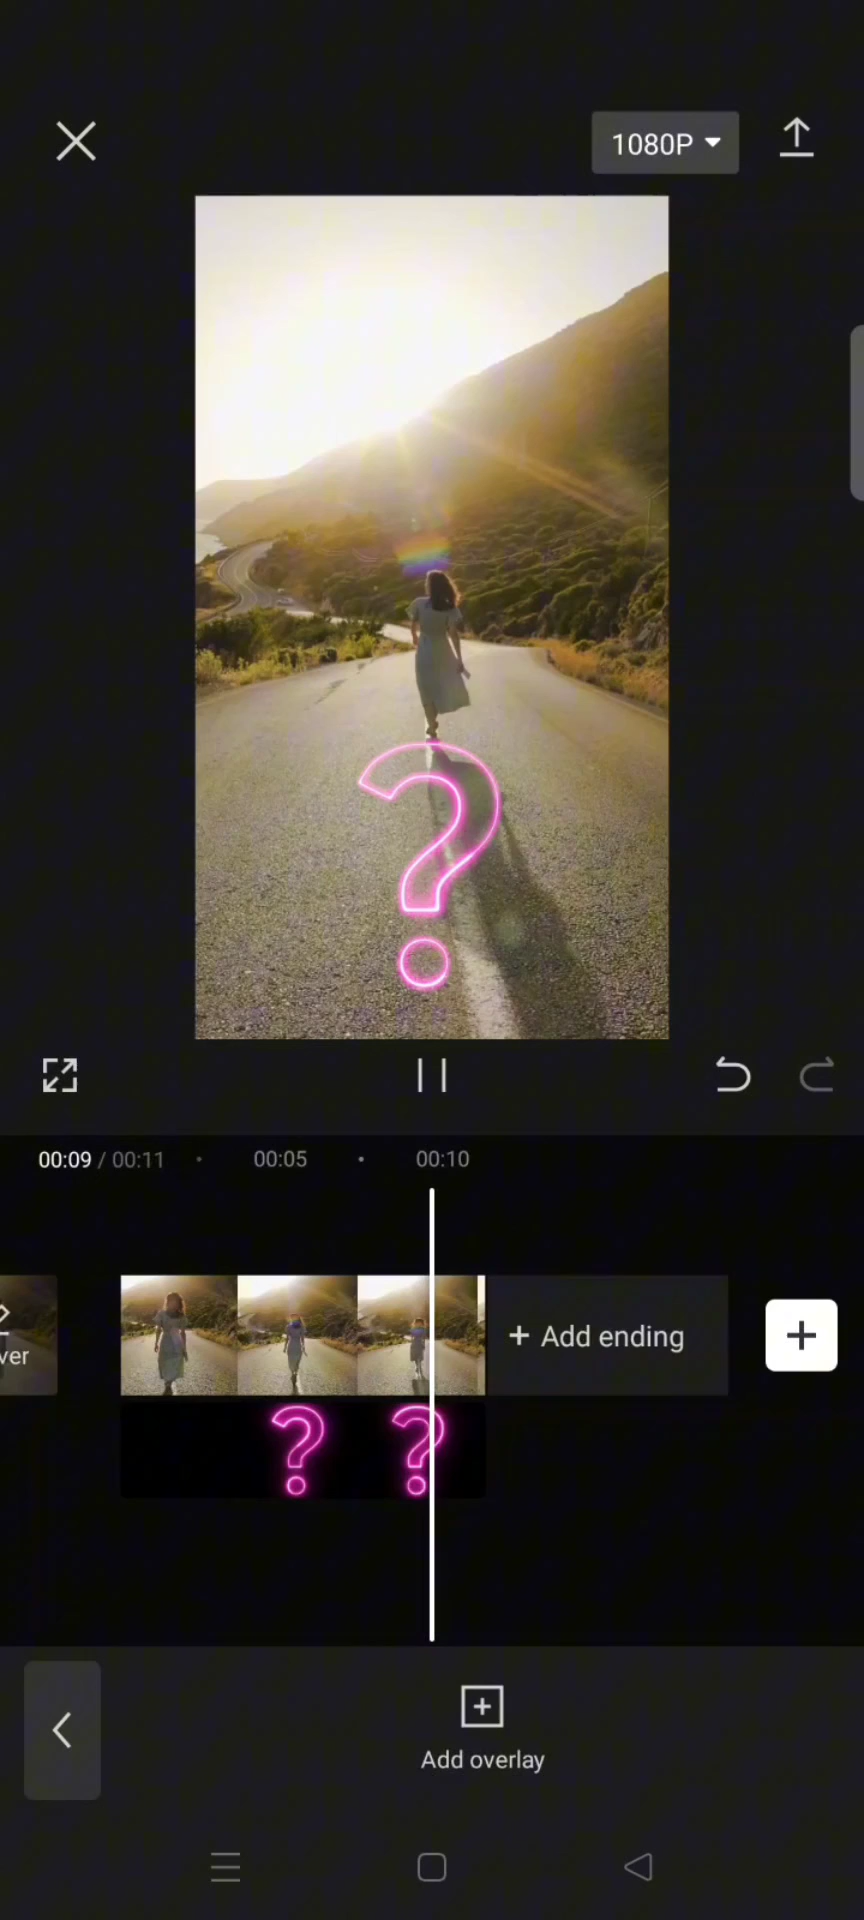 1080P
?
00:09 / 00:11
00:05
00:10
ver
+ Add ending
? ?
Add overlay